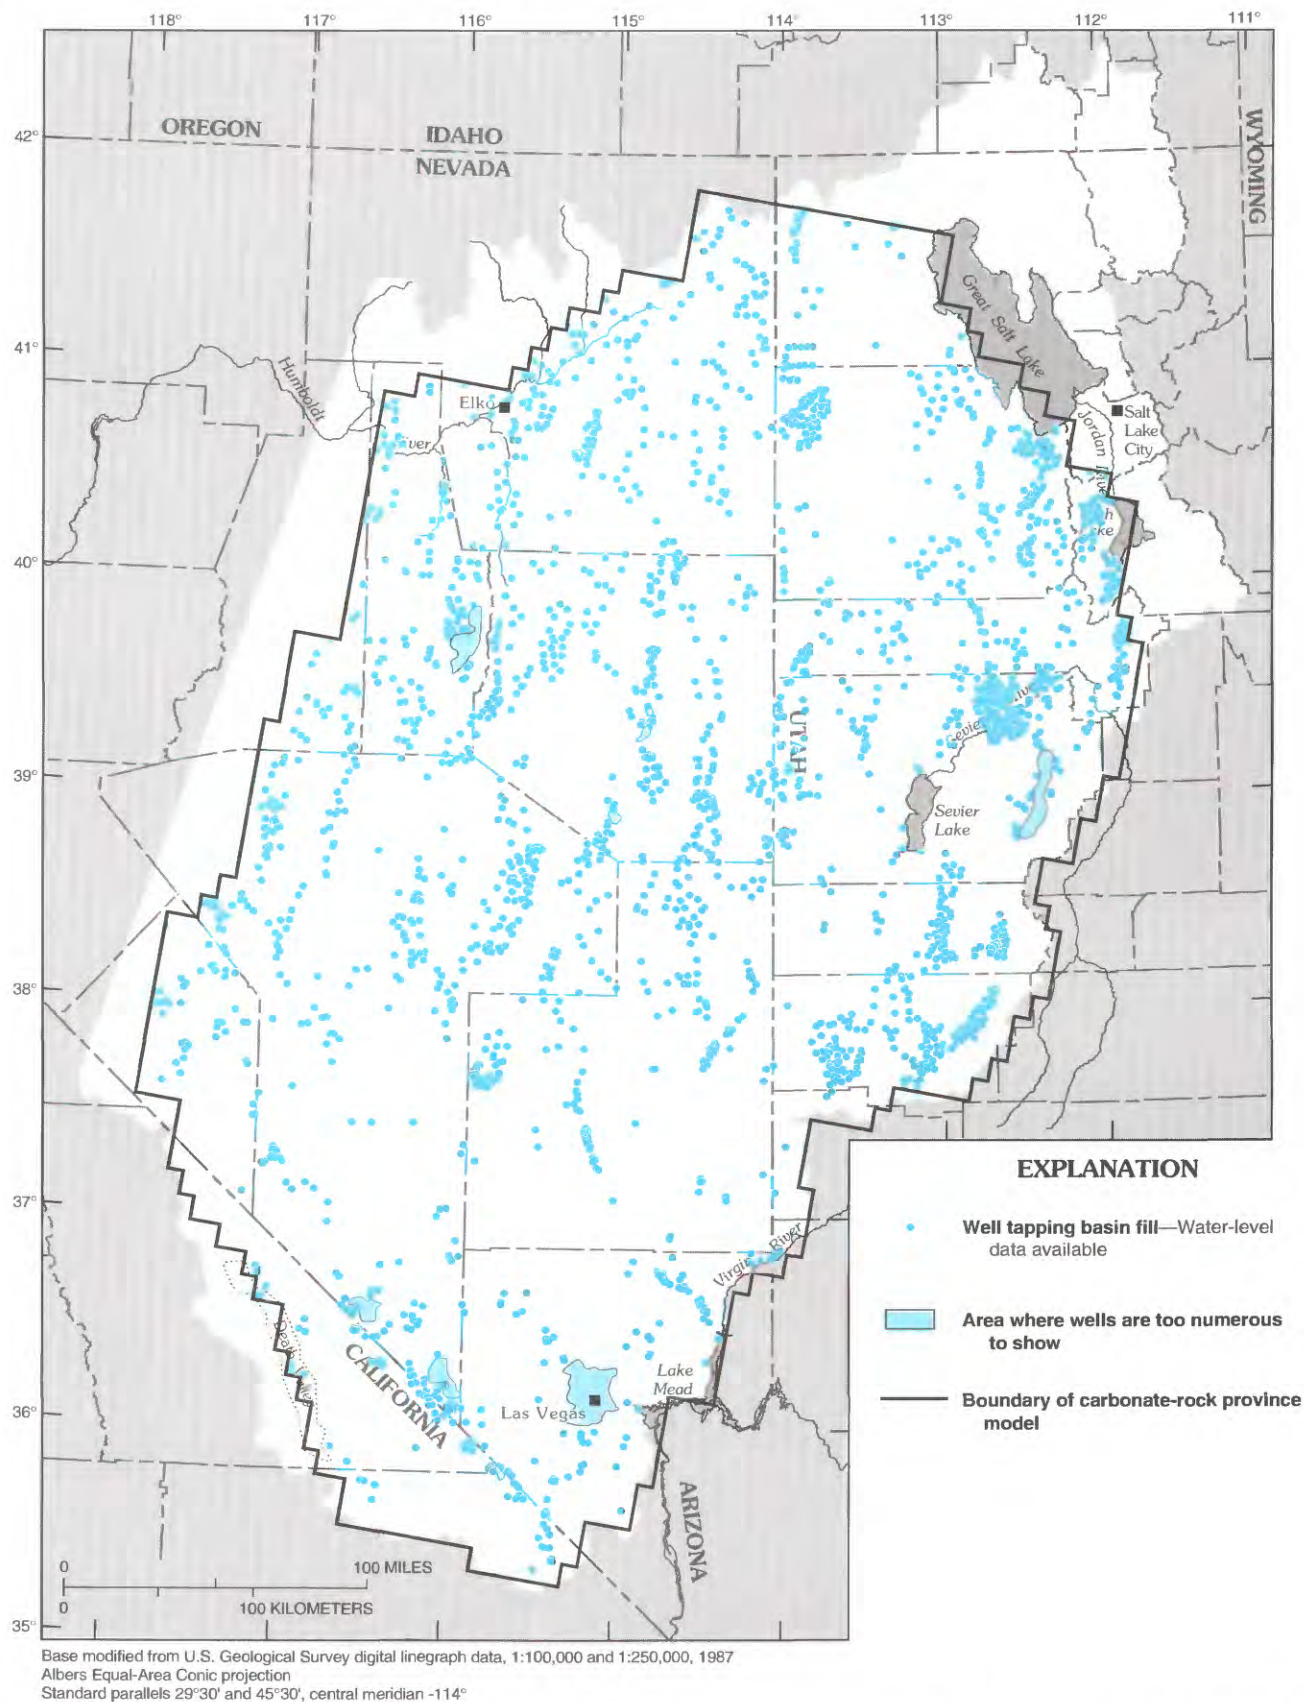 118° 117° 116° 115° 114 113° 112° 111°
OREGON
IDAHO
WYOMING
42°
NEVADA
Great Salt Lake
41°
Humboldt
Elko
Salt
Lake
City
Jordan
iver
40°
UTAH
39°
Sevier
Lake
38°
37°
EXPLANATION
Well tapping basin fill—Water-level
data available
Virgin River
Area where wells are too numerous
to show
Death
CALIFORNIA
Lake
Mead
Boundary of carbonate-rock province
model
36°
Las Vegas
ARIZONA
0 100 MILES
0 100 KILOMETERS
35°
Base modified from U.S. Geological Survey digital linegraph data, 1:100,000 and 1:250,000, 1987
Albers Equal-Area Conic projection
Standard parallels 29°30' and 45°30', central meridian -114°